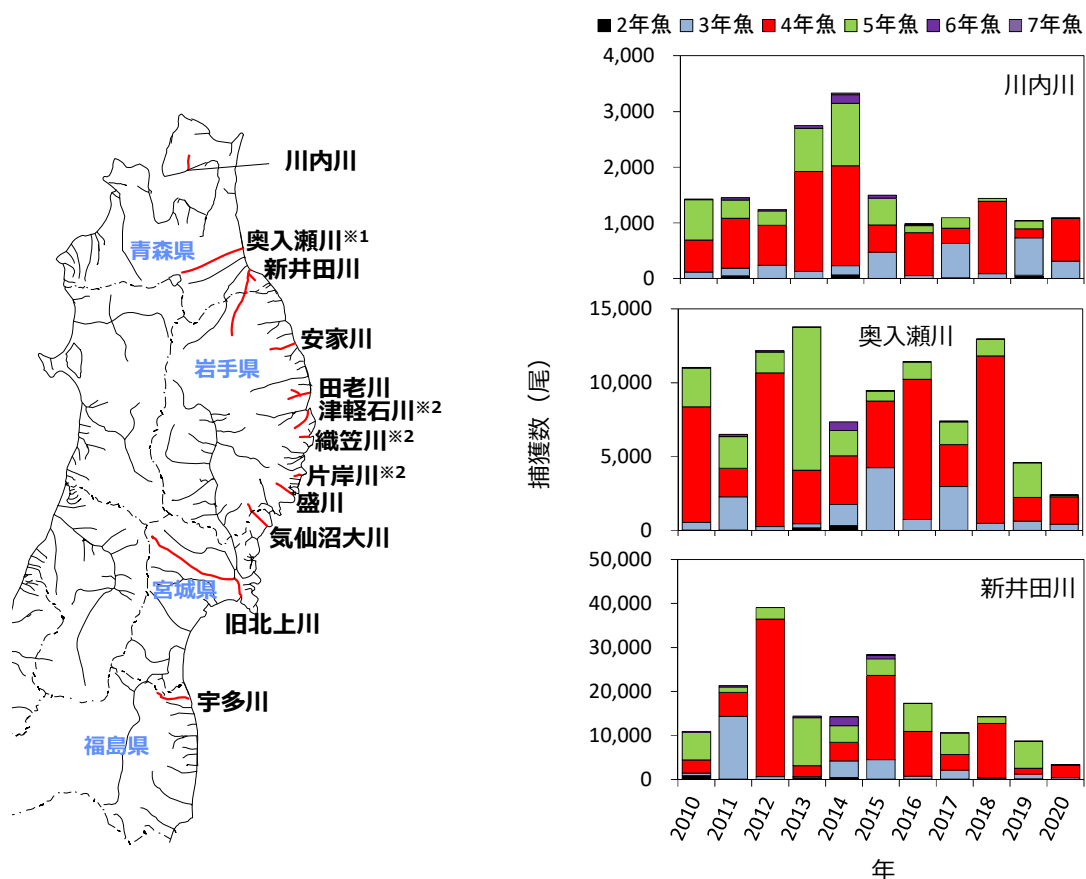 川内川
青森県
奥入瀬川※1
新井田川
安家川
岩手県
田老川
津軽石川※2
織笠川※2
片岸川※2
盛川
気仙沼大川
宮城県
旧北上川
宇多川
福島県
■2年魚 ■3年魚 ■4年魚 ■5年魚 ■6年魚 ■7年魚
捕獲数（尾）
4,000
川内川
3,000
2,000
1,000
0
15,000
奥入瀬川
10,000
5,000
0
50,000
新井田川
40,000
30,000
20,000
10,000
0
2010 2011 2012 2013 2014 2015 2016 2017 2018 2019 2020
年